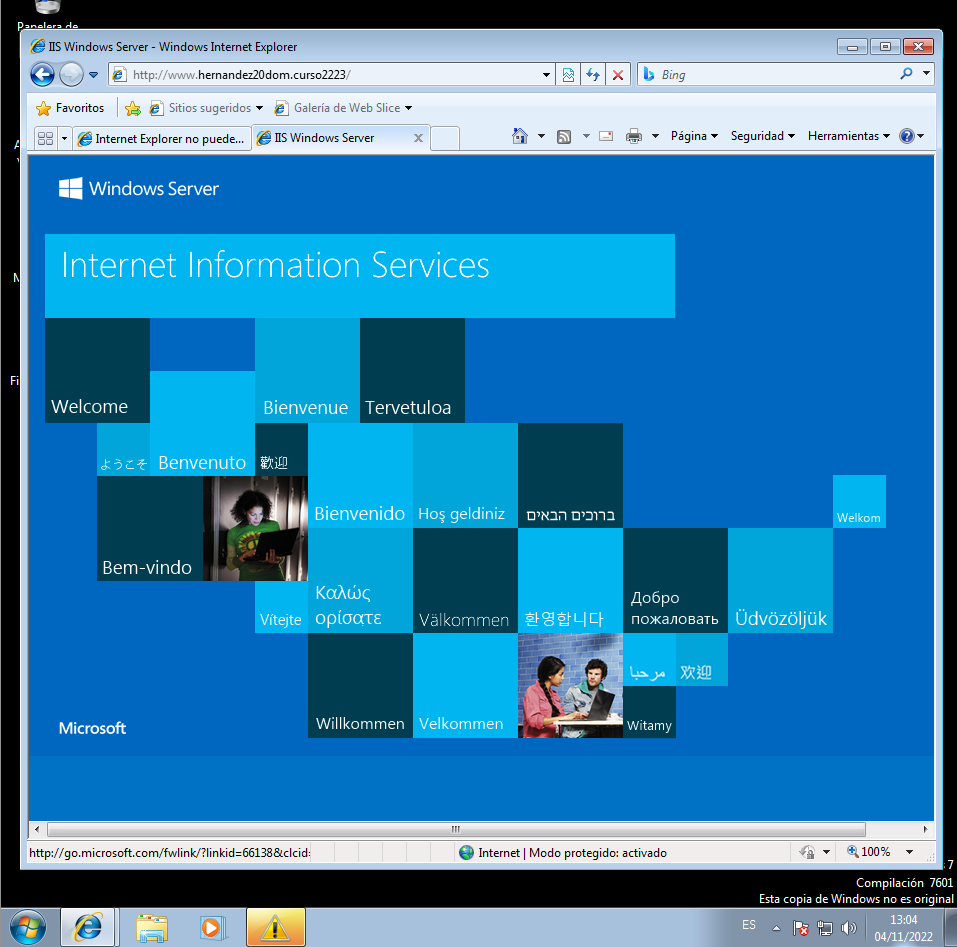 Papelera de
IIS Windows Server - Windows Internet Explorer
http://www.hernandez20dom.curso2223/
Bing
Favoritos
Sitios sugeridos
Galería de Web Slice
Internet Explorer no puede...
IIS Windows Server
Página
Seguridad
Herramientas
Windows Server
Internet Information Services
Welcome
Bienvenue
Tervetuloa
ようこそ
Benvenuto
歡迎
Bienvenido
Hoş geldiniz
ברוכים הבאים
Welkom
Bem-vindo
Vítejte
Καλώς
ορίσατε
Välkommen
환영합니다
Добро
пожаловать
Üdvözöljük
مرحبا
欢迎
Willkommen
Velkommen
Witamy
Microsoft
http://go.microsoft.com/fwlink/?linkid=66138&clcid=
Internet | Modo protegido: activado
100%
7
Compilación 7601
Esta copia de Windows no es original
ES
13:04
04/11/2022